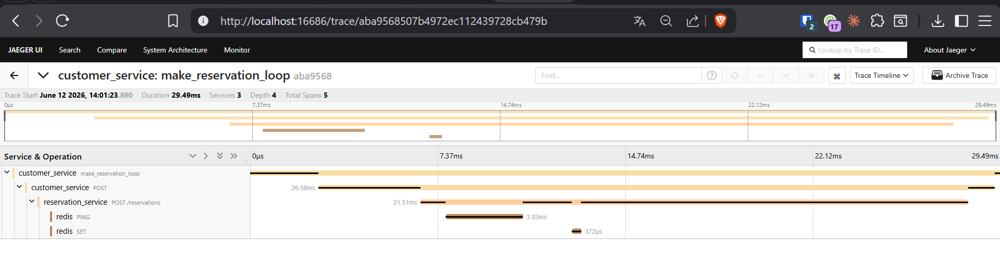 http://localhost:16686/trace/aba9568507b4972ec112439728cb479b
2
17
JAEGER UI Search Compare System Architecture Monitor Lookup by Trace ID... About Jaeger
customer_service: make_reservation_loop aba9568 Find... ? ⌘ Trace Timeline Archive Trace
Trace Start June 12 2026, 14:01:23.890 Duration 29.49ms Services 3 Depth 4 Total Spans 5
0μs 7.37ms 14.74ms 22.12ms 29.49ms
Service & Operation 0μs 7.37ms 14.74ms 22.12ms 29.49ms
customer_service make_reservation_loop
customer_service POST 26.58ms
reservation_service POST /reservations 21.51ms
redis PING 3.03ms
redis SET 372μs